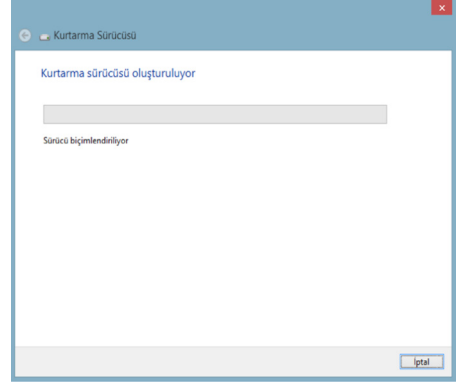 Kurtarma Sürücüsü
Kurtarma sürücüsü oluşturuluyor
Sürücü biçimlendiriliyor
İptal